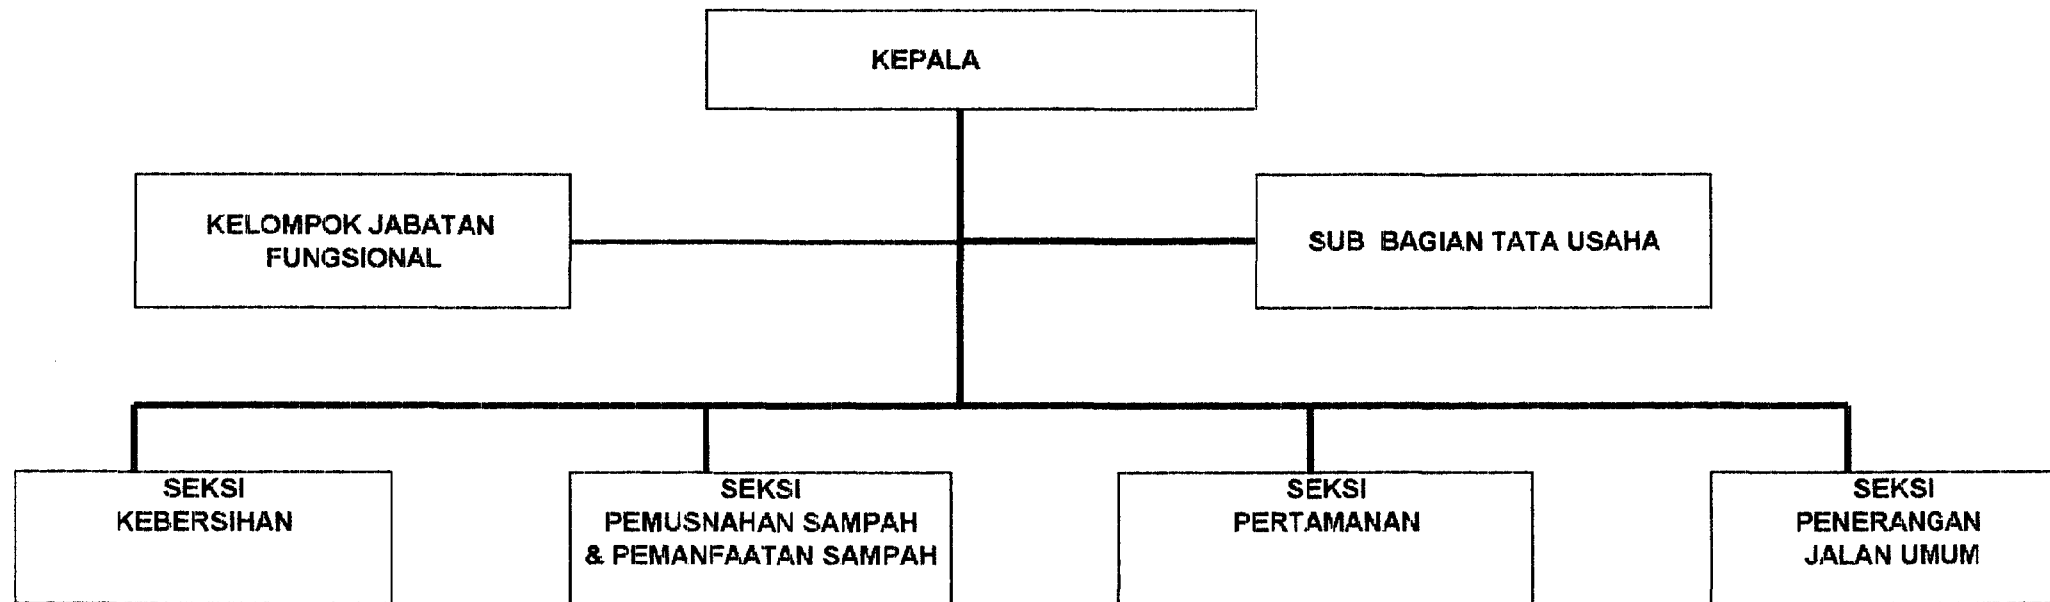 KEPALA
KELOMPOK JABATAN
FUNGSIONAL
SUB BAGIAN TATA USAHA
SEKSI
KEBERSIHAN
SEKSI
PEMUSNAHAN SAMPAH
& PEMANFAATAN SAMPAH
SEKSI
PERTAMANAN
SEKSI
PENERANGAN
JALAN UMUM